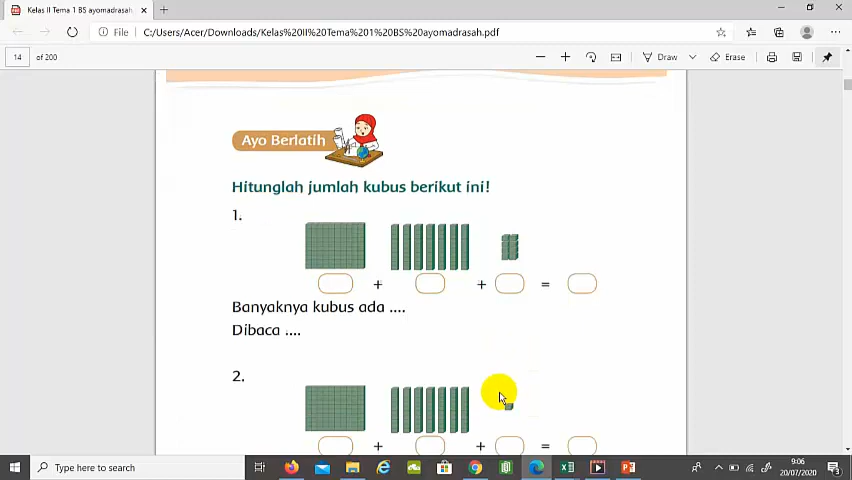 Kelas II Tema 1 BS ayomadrasah.
File
C:/Users/Acer/Downloads/Kelas%20II%20Tema%201%20BS%20ayomadrasah.pdf
14 of 200
Draw
Erase
Ayo Berlatih
Hitunglah jumlah kubus berikut ini!
1.
+ + =
Banyaknya kubus ada ....
Dibaca ....
2.
+ + =
Type here to search
9:06
20/07/2020
3